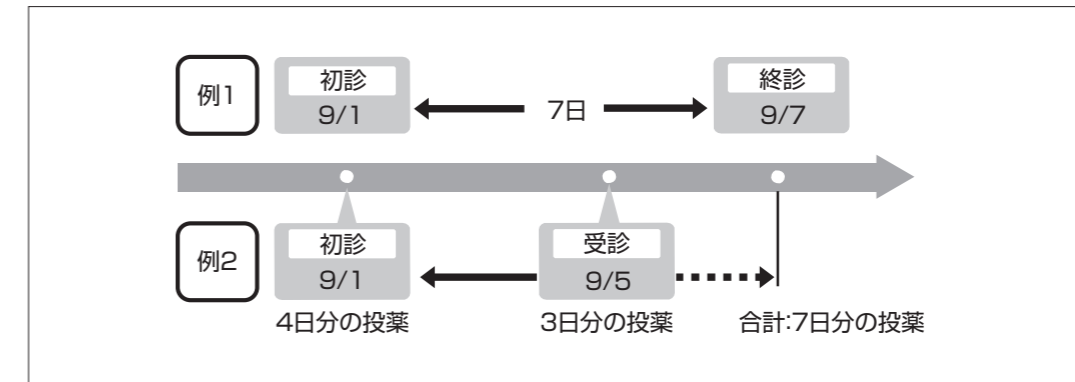 例1
初診
9/1
7日
終診
9/7
例2
初診
9/1
受診
9/5
4日分の投薬
3日分の投薬
合計:7日分の投薬